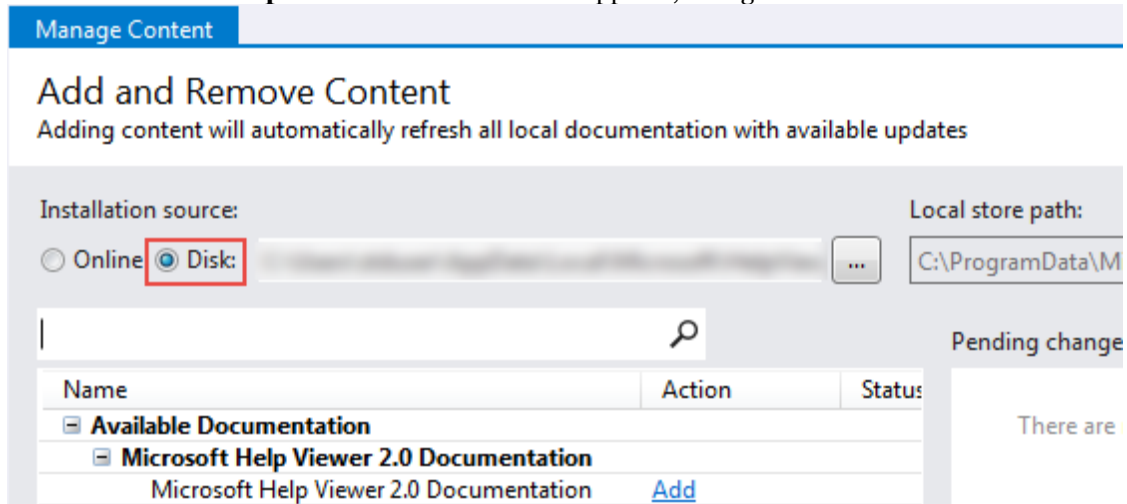 Manage Content
Add and Remove Content
Adding content will automatically refresh all local documentation with available updates
Installation source:
Local store path:
Online Disk: ... C:\ProgramData\M
Pending change
Name Action Status
Available Documentation
There are
Microsoft Help Viewer 2.0 Documentation
Microsoft Help Viewer 2.0 Documentation Add